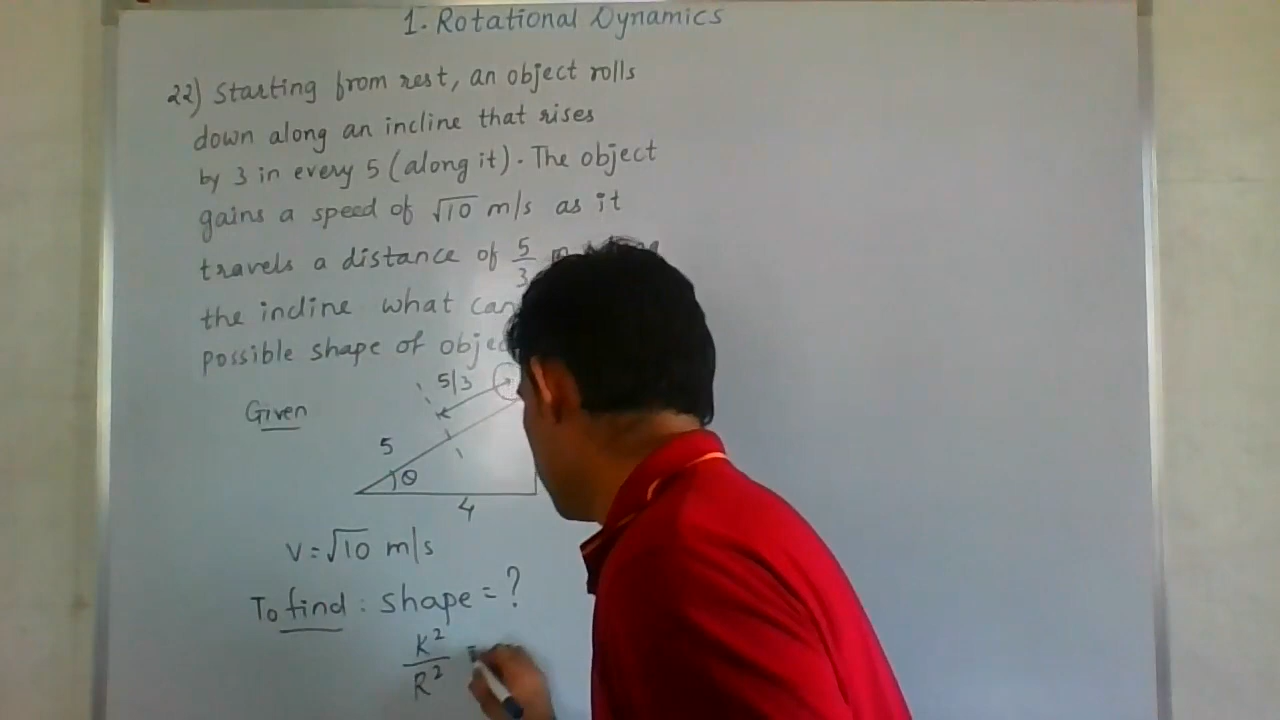 1. Rotational Dynamics
22) Starting from rest, an object rolls
down along an incline that rises
by 3 in every 5 (along it). The object
gains a speed of √10 m/s as it
travels a distance of 5/3 m
the incline what can
possible shape of objec
5/3
Given
5
θ
4
v = √10 m/s
To find : shape = ?
K²/R² =